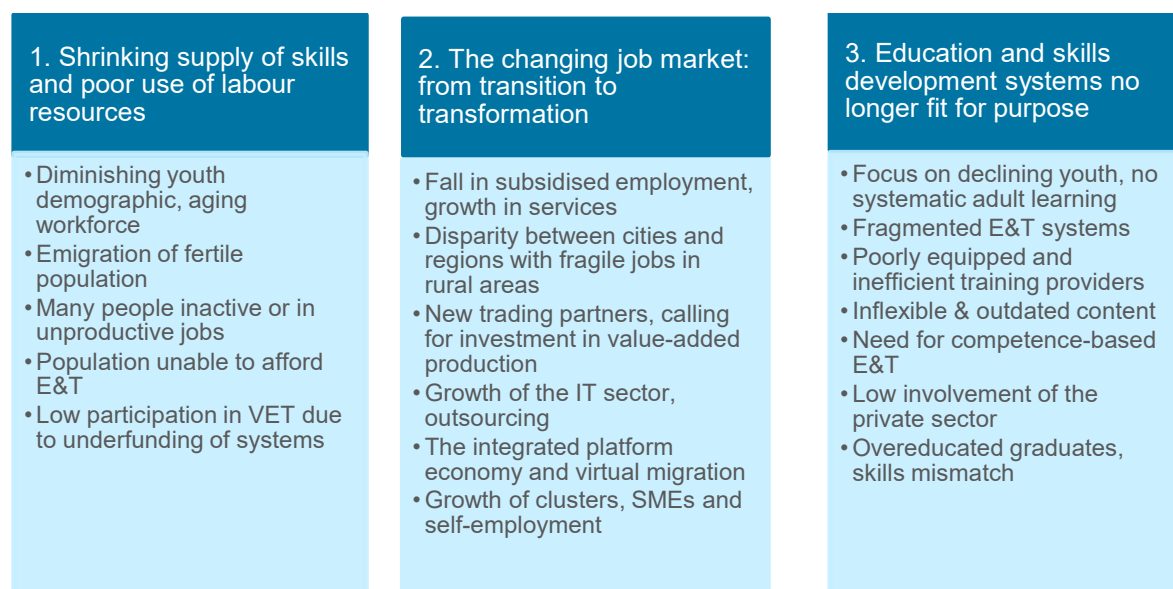 1. Shrinking supply of skills
and poor use of labour
resources
• Diminishing youth
demographic, aging
workforce
• Emigration of fertile
population
• Many people inactive or in
unproductive jobs
• Population unable to afford
E&T
• Low participation in VET due
to underfunding of systems
2. The changing job market:
from transition to
transformation
• Fall in subsidised employment,
growth in services
• Disparity between cities and
regions with fragile jobs in
rural areas
• New trading partners, calling
for investment in value-added
production
• Growth of the IT sector,
outsourcing
• The integrated platform
economy and virtual migration
• Growth of clusters, SMEs and
self-employment
3. Education and skills
development systems no
longer fit for purpose
• Focus on declining youth, no
systematic adult learning
• Fragmented E&T systems
• Poorly equipped and
inefficient training providers
• Inflexible & outdated content
• Need for competence-based
E&T
• Low involvement of the
private sector
• Overeducated graduates,
skills mismatch